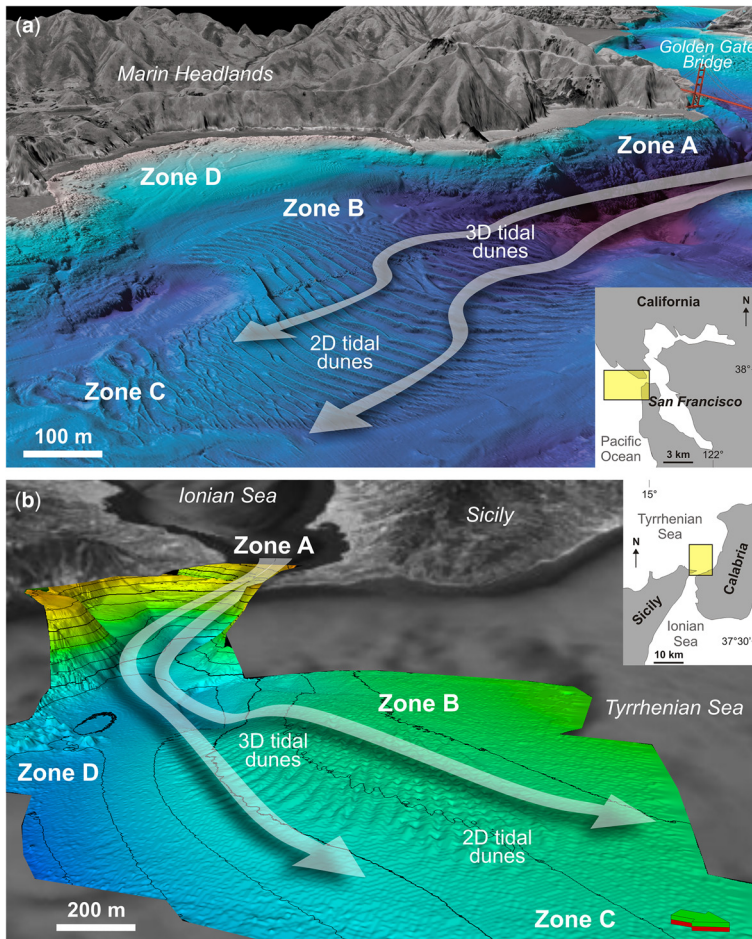 (a)
Golden Gate
Bridge
Marin Headlands
Zone A
Zone D
Zone B
3D tidal
dunes
2D tidal
dunes
Zone C
100 m
California
N
38°
San Francisco
Pacific
Ocean
3 km
122°
(b)
Ionian Sea
Sicily
Zone A
15°
Tyrrhenian
Sea
N
Calabria
Sicily
Ionian
Sea
37°30'
10 km
Zone B
Tyrrhenian Sea
3D tidal
dunes
Zone D
2D tidal
dunes
200 m
Zone C